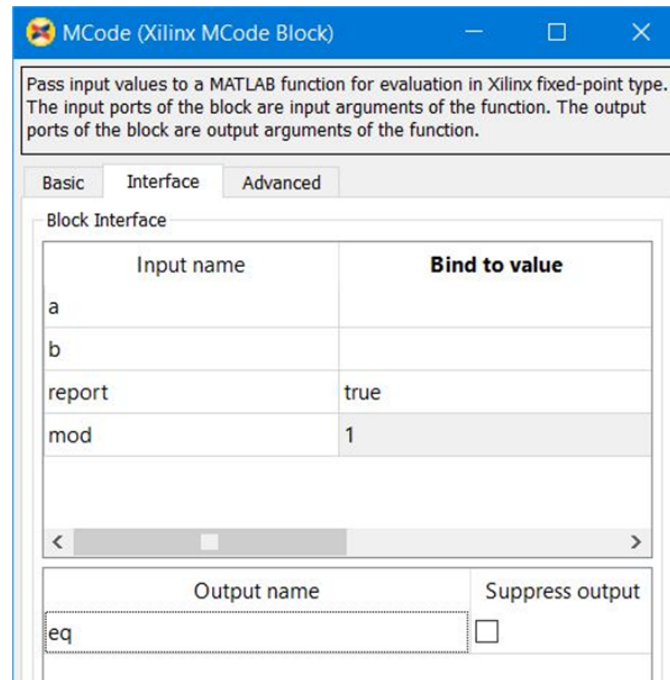 MCode (Xilinx MCode Block)
Pass input values to a MATLAB function for evaluation in Xilinx fixed-point type.
The input ports of the block are input arguments of the function. The output
ports of the block are output arguments of the function.
Basic Interface Advanced
Block Interface
Input name Bind to value
a
b
report true
mod 1
Output name Suppress output
eq